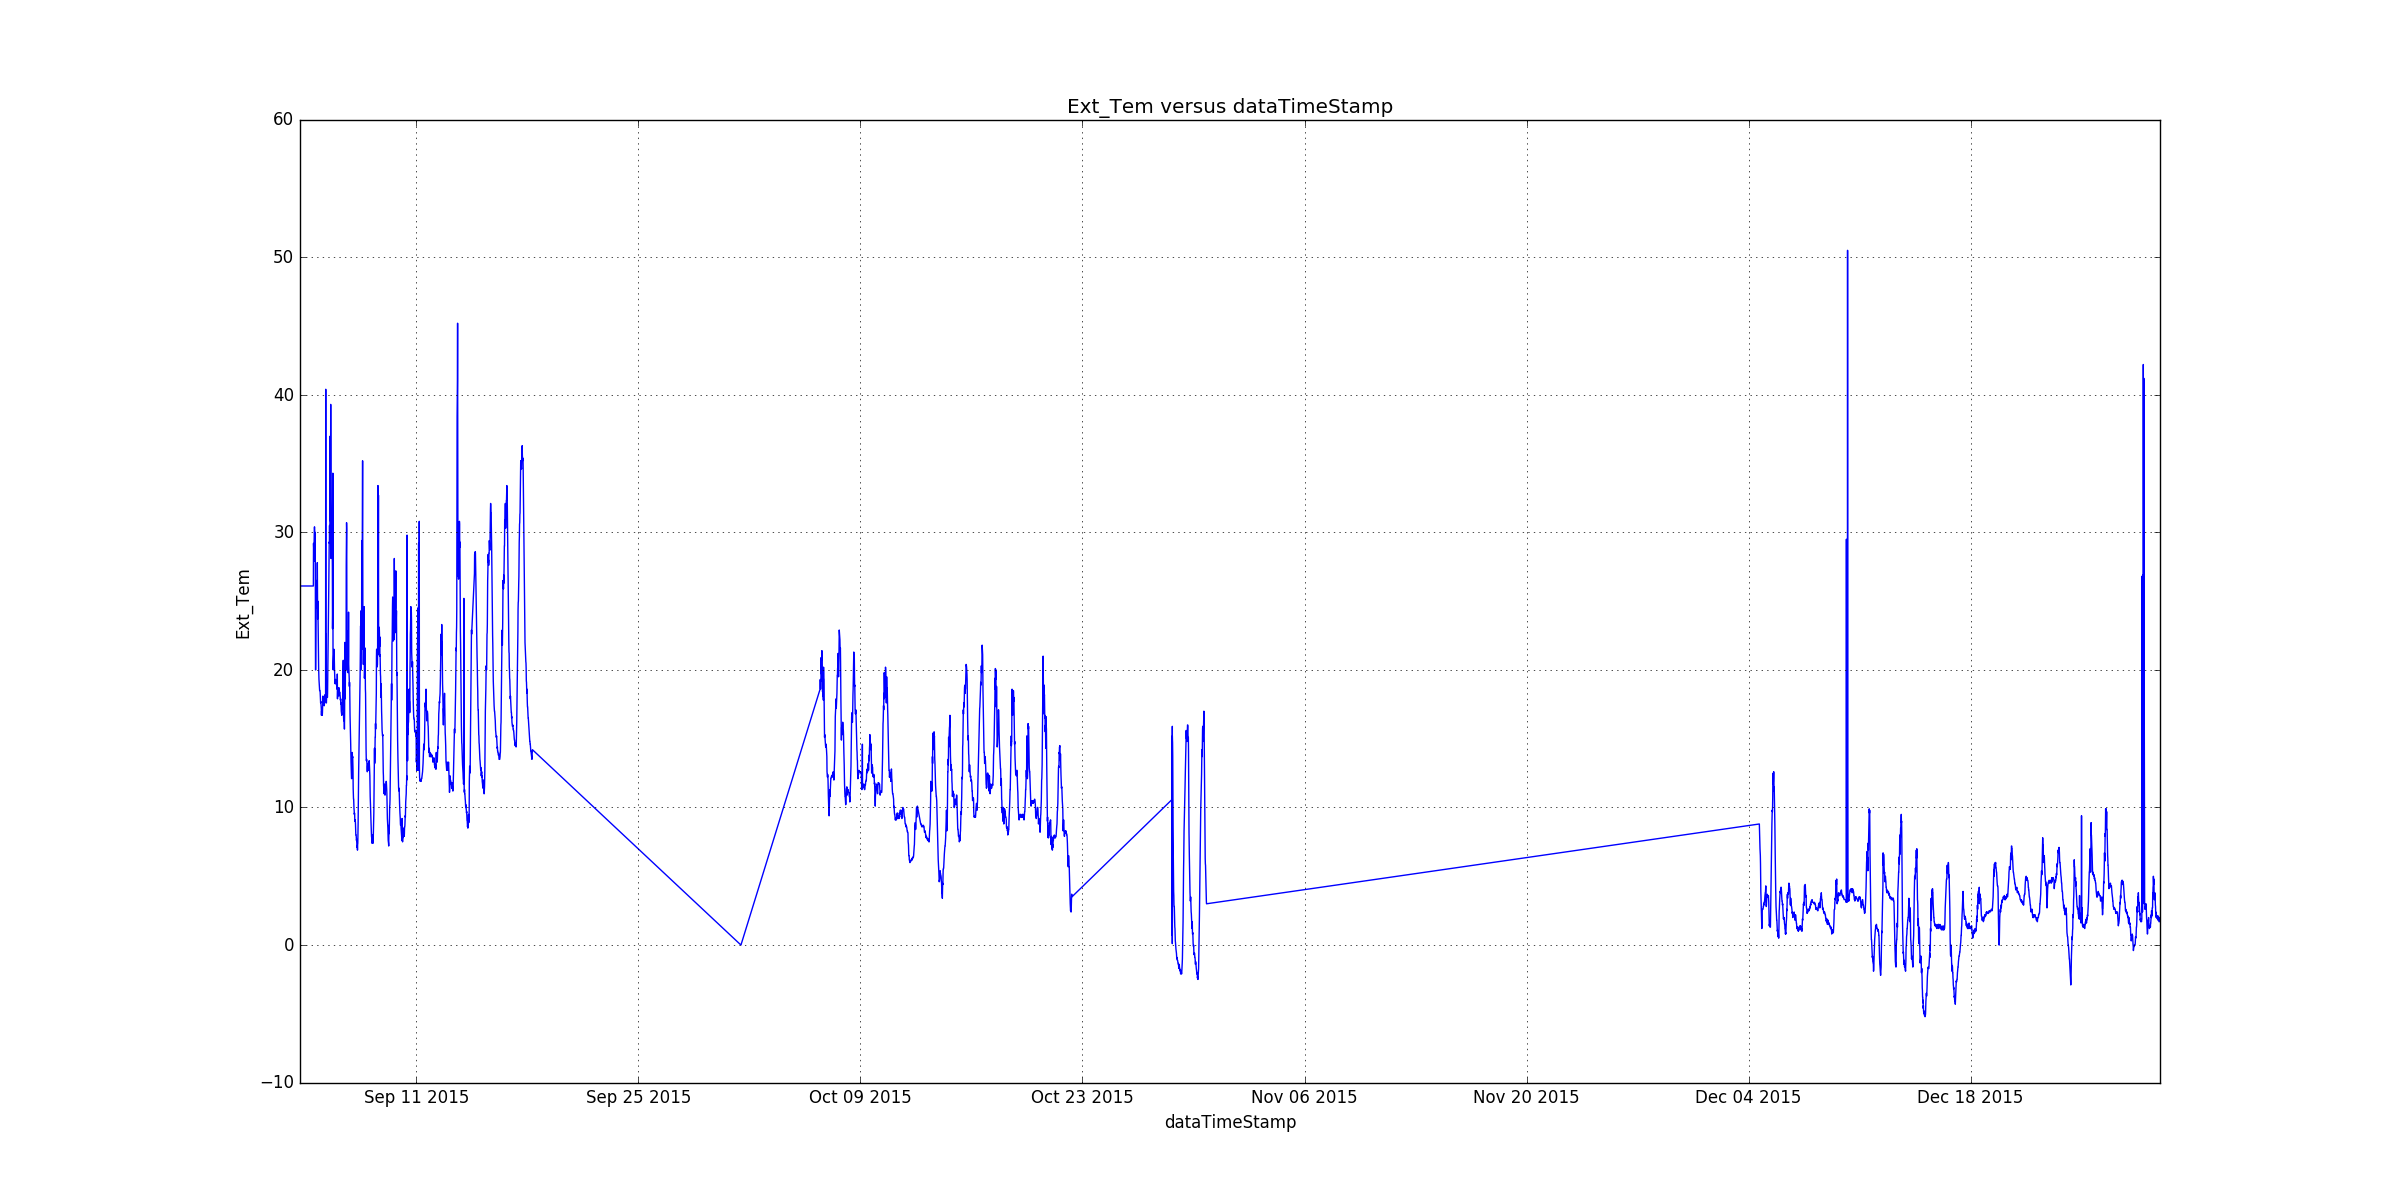 Ext_Tem versus dataTimeStamp
60
50
40
30
20
10
0
−10
Ext_Tem
Sep 11 2015 Sep 25 2015 Oct 09 2015 Oct 23 2015 Nov 06 2015 Nov 20 2015 Dec 04 2015 Dec 18 2015
dataTimeStamp